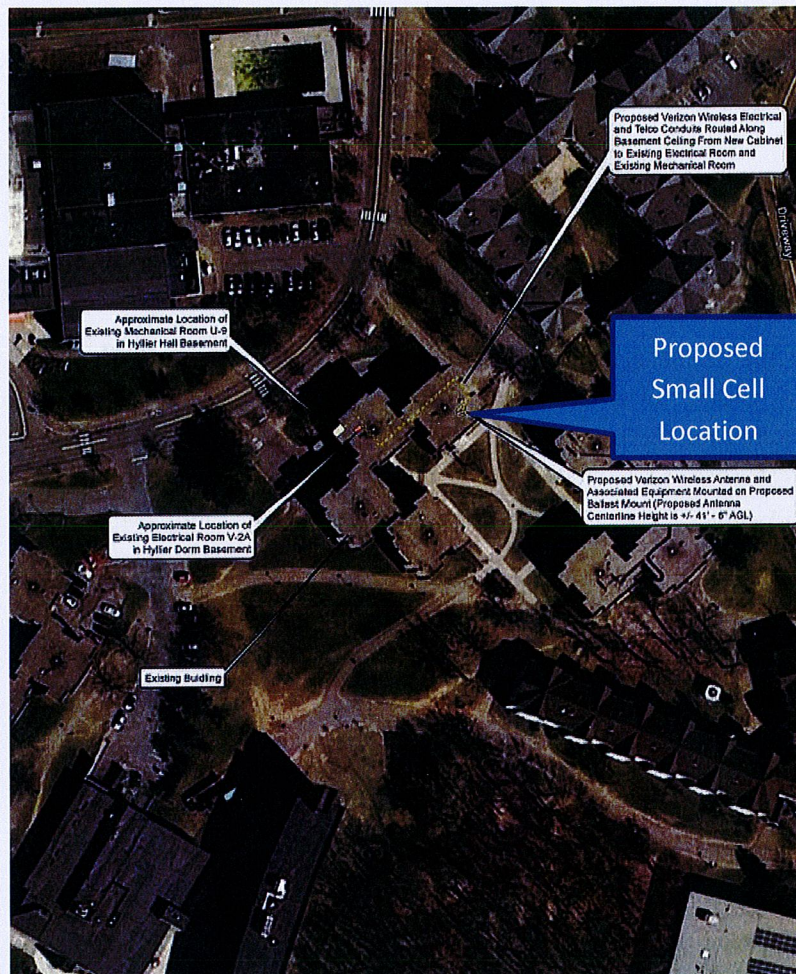 Proposed Verizon Wireless Electrical
and Telco Conduits Routed Along
Basement Ceiling From New Cabinet
to Existing Electrical Room and
Existing Mechanical Room
Driveway
Approximate Location of
Existing Mechanical Room U-9
in Hyllier Hall Basement
Proposed
Small Cell
Location
Proposed Verizon Wireless Antenna and
Associated Equipment Mounted on Proposed
Ballast Mount (Proposed Antenna
Centerline Height is +/- 41' - 6" AGL)
Approximate Location of
Existing Electrical Room V-2A
in Hyllier Dorm Basement
Existing Building